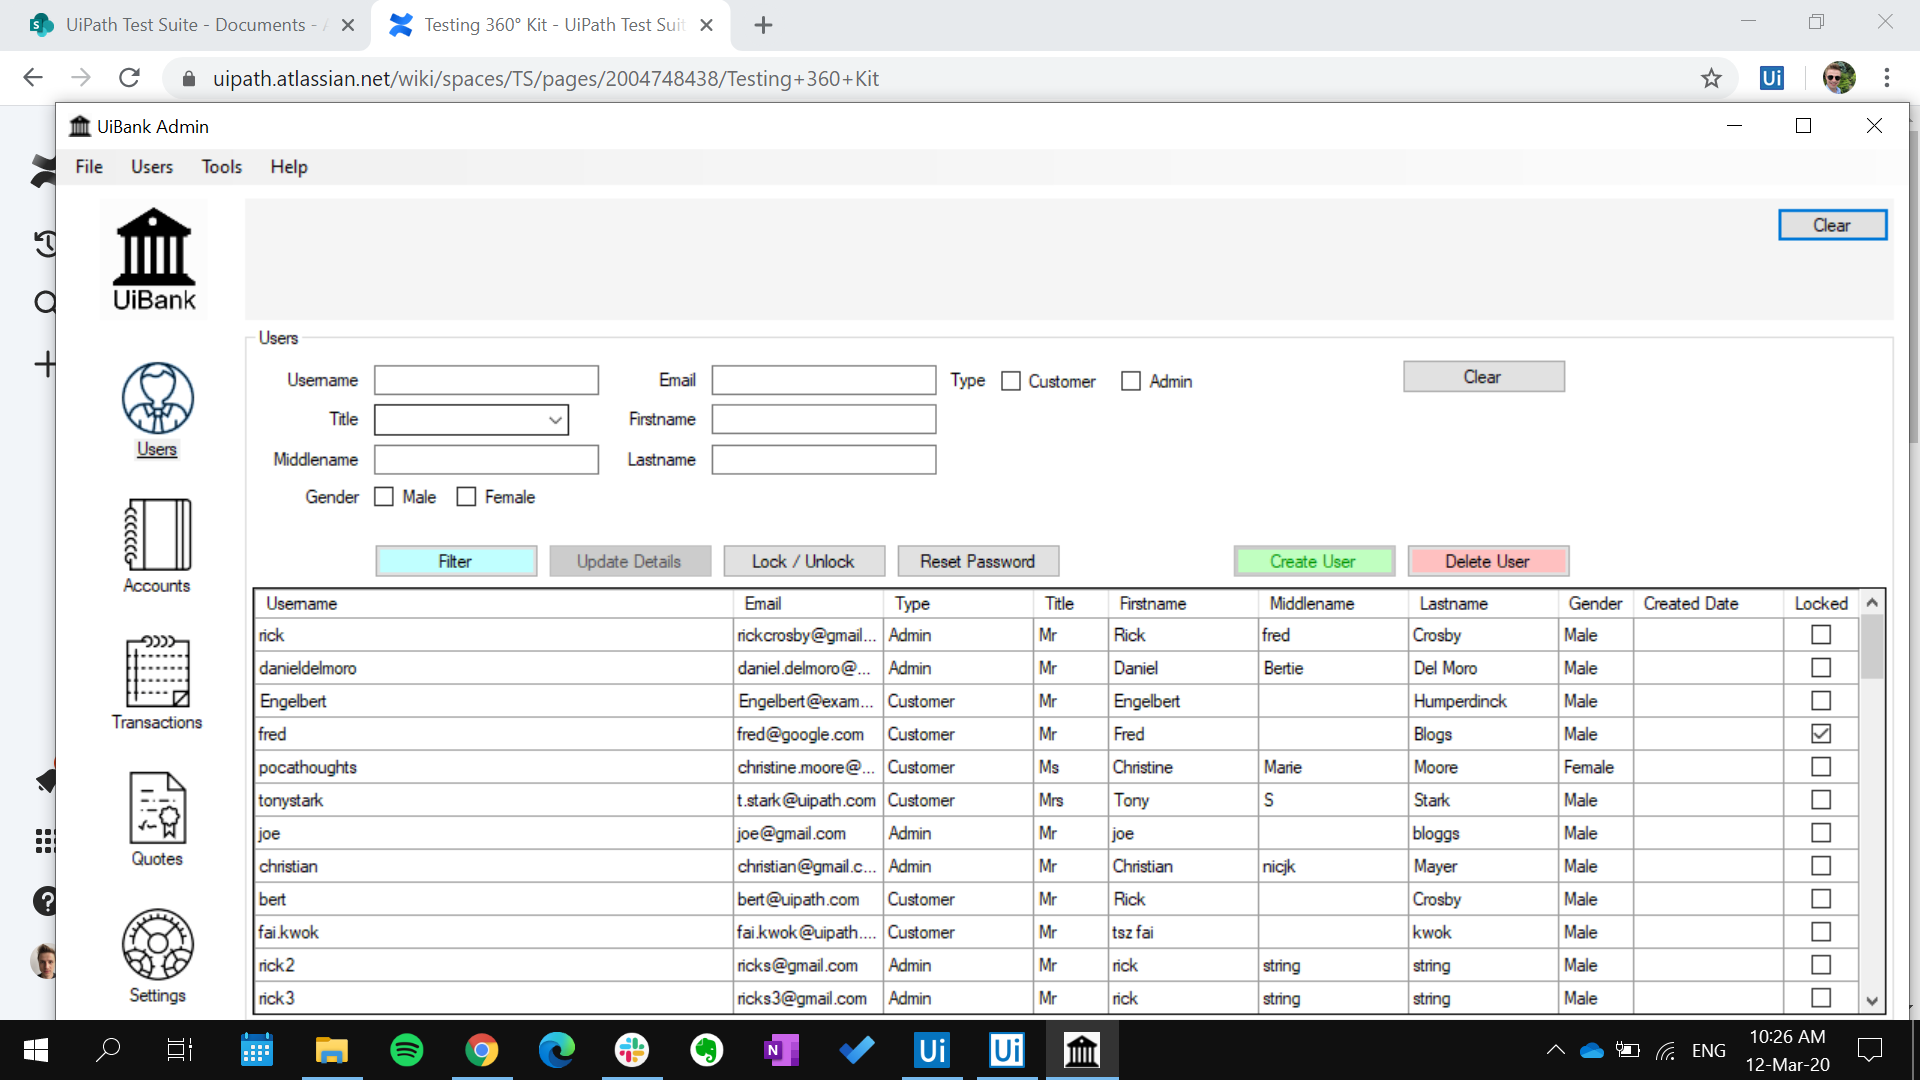 UiPath Test Suite - Documents -
Testing 360° Kit - UiPath Test Suit
uipath.atlassian.net/wiki/spaces/TS/pages/2004748438/Testing+360+Kit
Ui
UiBank Admin
File Users Tools Help
UiBank
Clear
Users
Username Email Type Customer Admin Clear
Title Firstname
Middlename Lastname
Gender Male Female
Users
Accounts
Transactions
Quotes
Settings
Filter Update Details Lock / Unlock Reset Password Create User Delete User
Username Email Type Title Firstname Middlename Lastname Gender Created Date Locked
rick rickcrosby@gmail... Admin Mr Rick fred Crosby Male
danieldelmoro daniel.delmoro@... Admin Mr Daniel Bertie Del Moro Male
Engelbert Engelbert@exam... Customer Mr Engelbert Humperdinck Male
fred fred@google.com Customer Mr Fred Blogs Male
pocathoughts christine.moore@... Customer Ms Christine Marie Moore Female
tonystark t.stark@uipath.com Customer Mrs Tony S Stark Male
joe joe@gmail.com Admin Mr joe bloggs Male
christian christian@gmail.c... Admin Mr Christian nicjk Mayer Male
bert bert@uipath.com Customer Mr Rick Crosby Male
fai.kwok fai.kwok@uipath.... Customer Mr tsz fai kwok Male
rick2 ricks@gmail.com Admin Mr rick string string Male
rick3 ricks3@gmail.com Admin Mr rick string string Male
N
Ui
Ui
ENG
10:26 AM
12-Mar-20